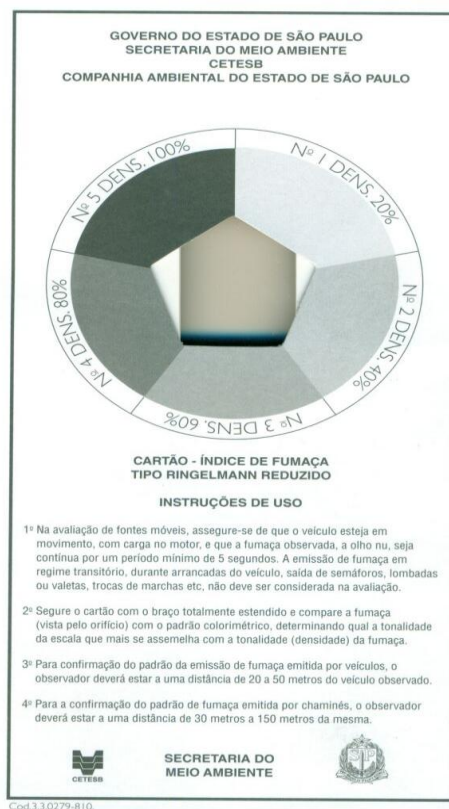 GOVERNO DO ESTADO DE SÃO PAULO
SECRETARIA DO MEIO AMBIENTE
CETESB
COMPANHIA AMBIENTAL DO ESTADO DE SÃO PAULO
Nº 5 DENS. 100%
Nº 1 DENS. 20%
Nº 4 DENS. 80%
Nº 2 DENS. 40%
Nº 3 DENS. 60%
CARTÃO - ÍNDICE DE FUMAÇA
TIPO RINGELMANN REDUZIDO
INSTRUÇÕES DE USO
1º Na avaliação de fontes móveis, assegure-se de que o veículo esteja em
movimento, com carga no motor, e que a fumaça observada, a olho nu, seja
contínua por um período mínimo de 5 segundos. A emissão de fumaça em
regime transitório, durante arrancadas do veículo, saída de semáforos, lombadas
ou valetas, trocas de marchas etc, não deve ser considerada na avaliação.
2º Segure o cartão com o braço totalmente estendido e compare a fumaça
(vista pelo orifício) com o padrão colorimétrico, determinando qual a tonalidade
da escala que mais se assemelha com a tonalidade (densidade) da fumaça.
3º Para confirmação do padrão da emissão de fumaça emitida por veículos, o
observador deverá estar a uma distância de 20 a 50 metros do veículo observado.
4º Para a confirmação do padrão de fumaça emitida por chaminés, o observador
deverá estar a uma distância de 30 metros a 150 metros da mesma.
CETESB
SECRETARIA DO
MEIO AMBIENTE
Cod.3.3.0279-810.